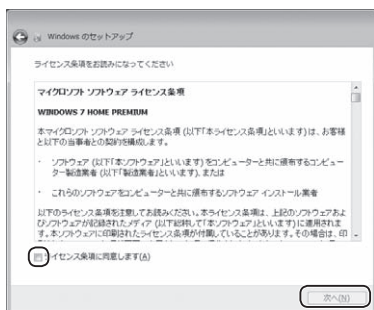 Windows のセットアップ
ライセンス条項をお読みになってください
マイクロソフト ソフトウェア ライセンス条項
WINDOWS 7 HOME PREMIUM
本マイクロソフト ソフトウェア ライセンス条項 (以下「本ライセンス条項」といいます) は、お客様
と以下の当事者との契約を構成します。
・ ソフトウェア (以下「本ソフトウェア」といいます) をコンピューターと共に頒布するコンピュー
ター製造業者 (以下「製造業者」といいます)、または
・ これらのソフトウェアをコンピューターと共に頒布するソフトウェア インストール業者
以下のライセンス条項を注意してお読みください。本ライセンス条項は、上記のソフトウェアおよ
びソフトウェアが記録されたメディア (以下総称して「本ソフトウェア」といいます) に適用されま
す。本ソフトウェアに印刷されたライセンス条項が付属していることがあります。その場合は、印
ライセンス条項に同意します(A)
次へ(N)